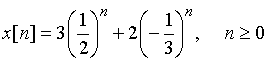 x[n] = 3(1/2)^n + 2(-1/3)^n, n ≥ 0